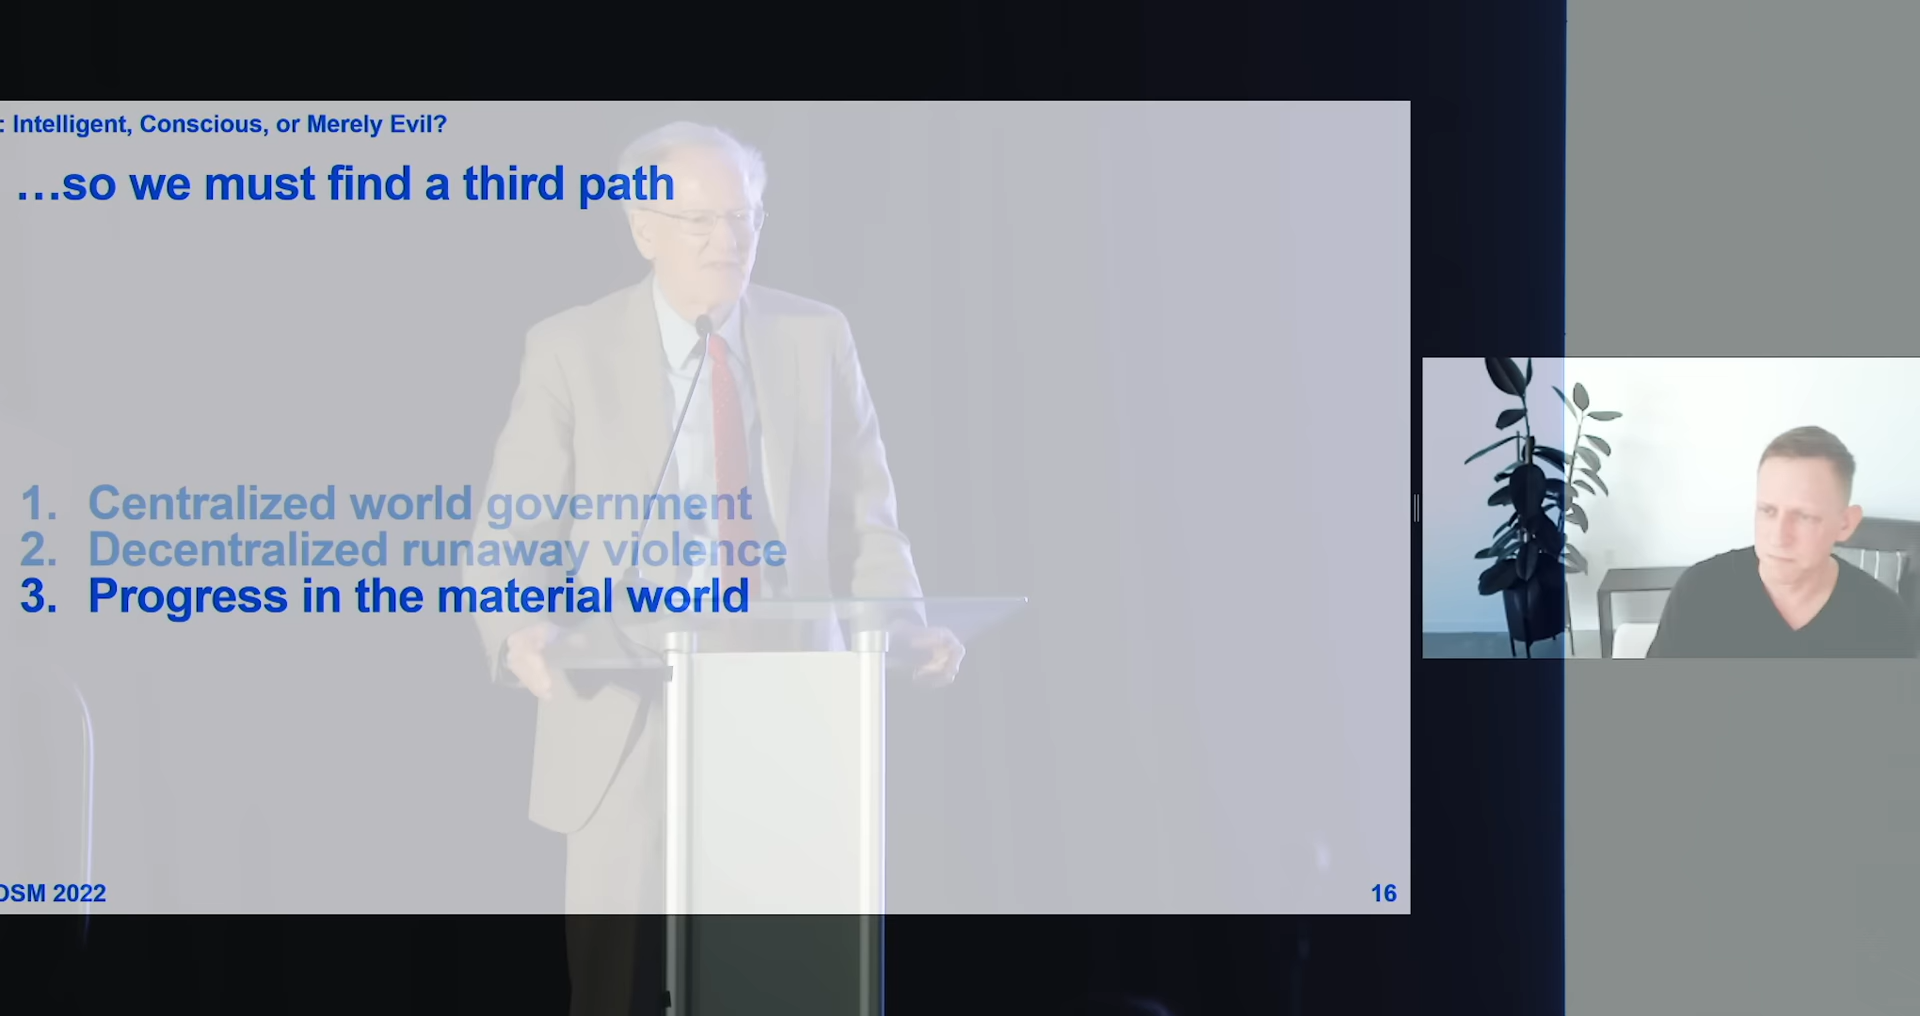 : Intelligent, Conscious, or Merely Evil?
…so we must find a third path
1. Centralized world government
2. Decentralized runaway violence
3. Progress in the material world
OSM 2022
16